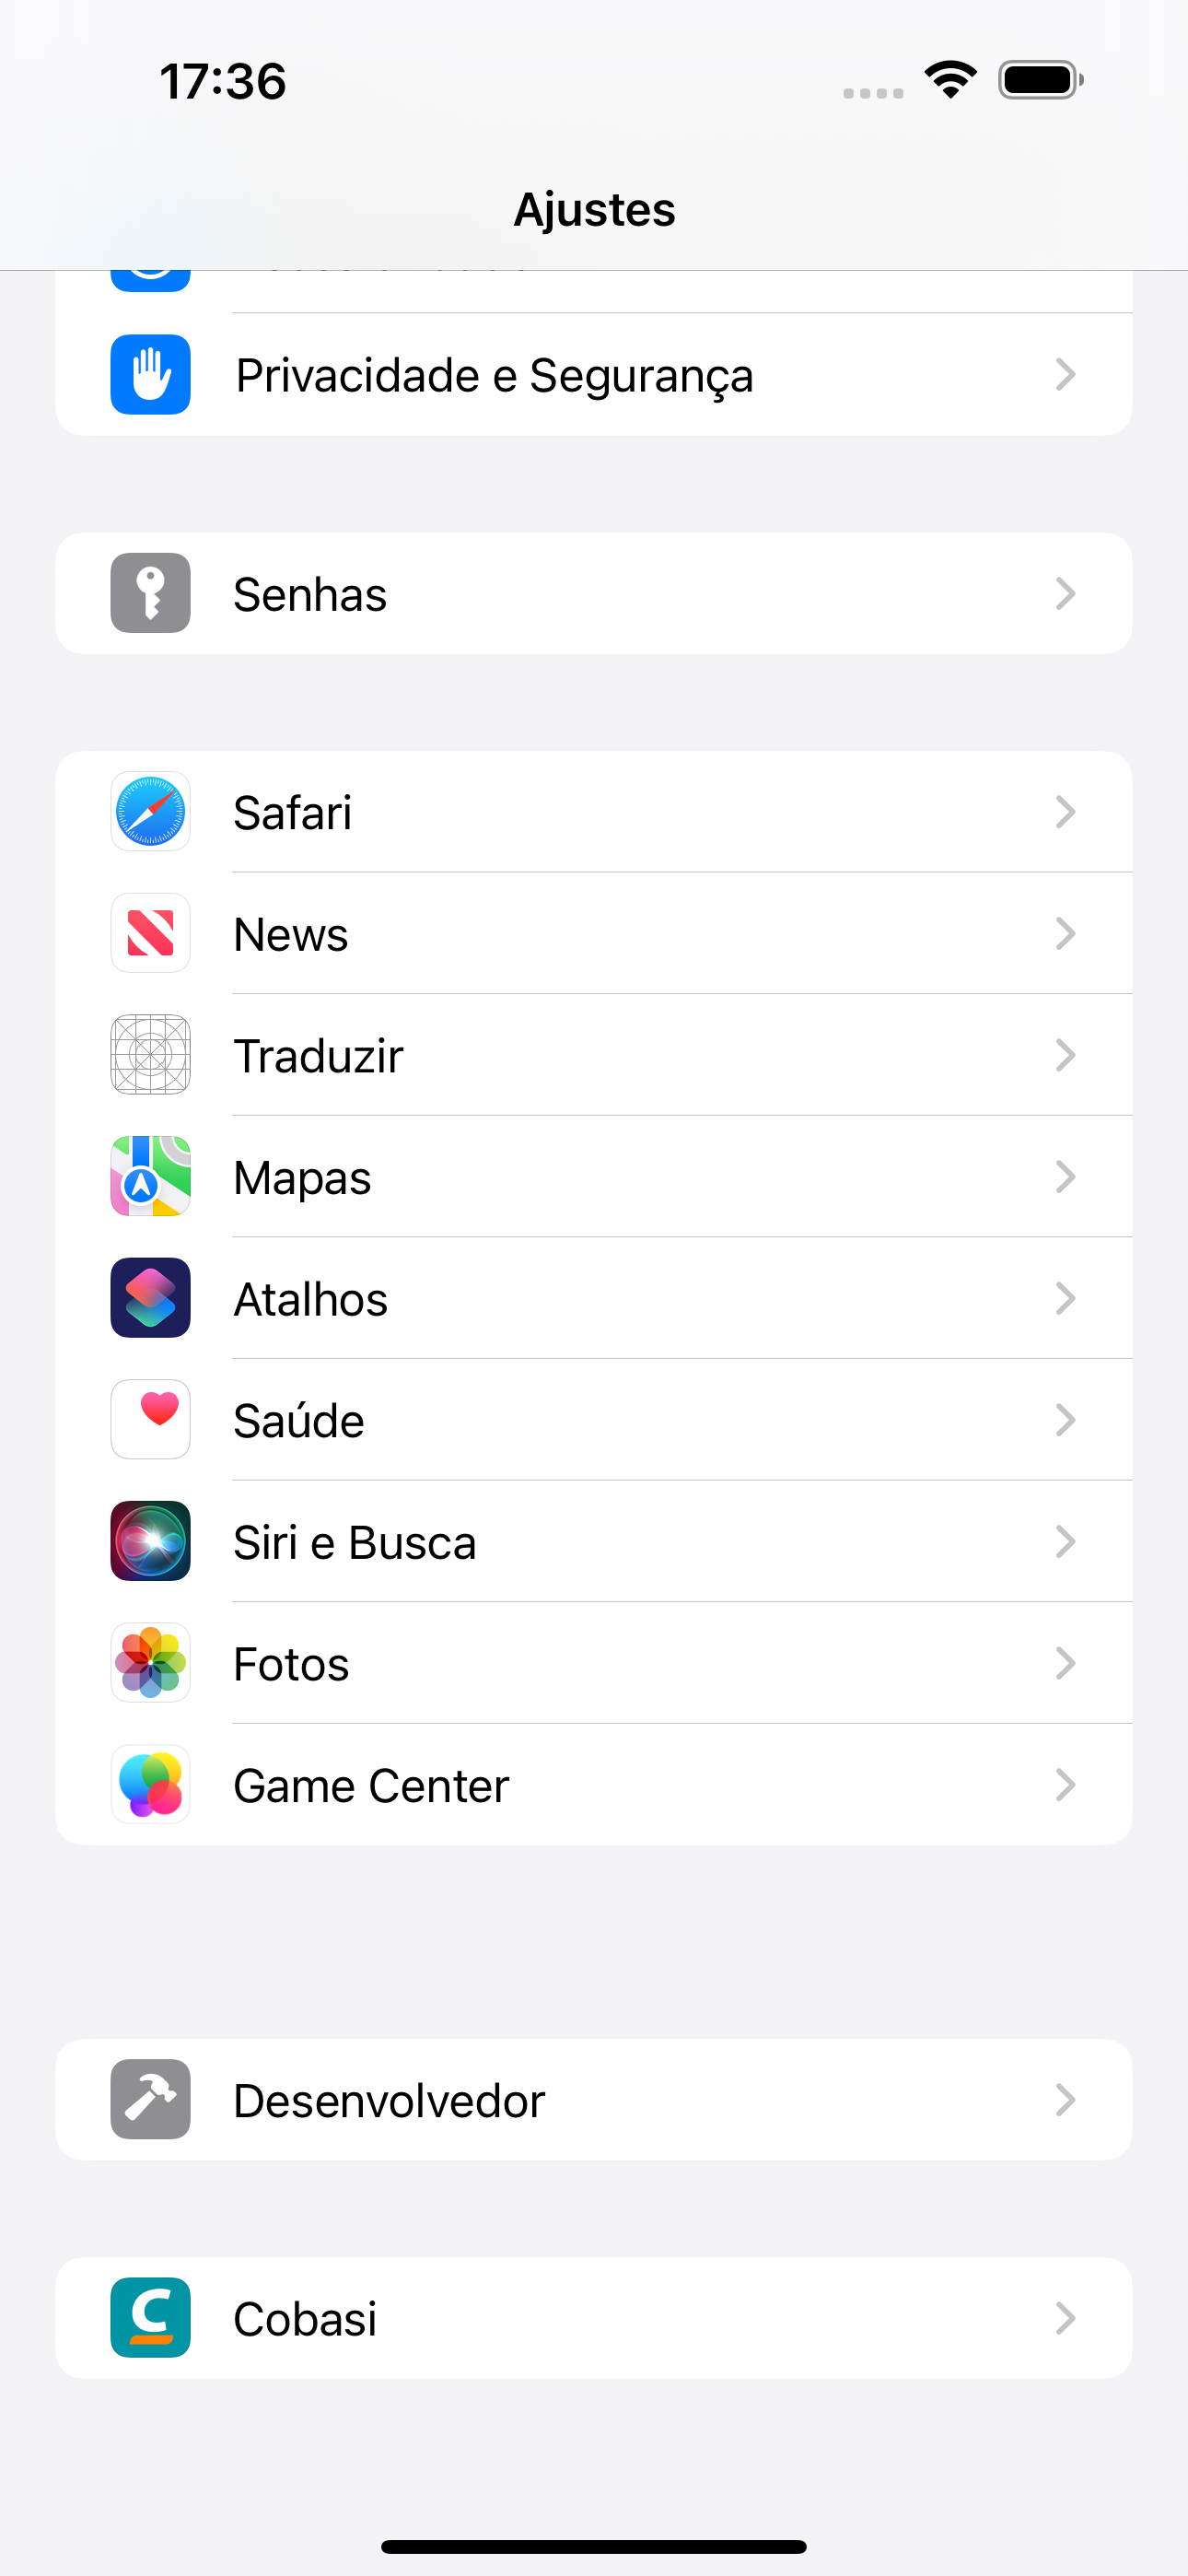 17:36
Ajustes
Privacidade e Segurança
Senhas
Safari
News
Traduzir
Mapas
Atalhos
Saúde
Siri e Busca
Fotos
Game Center
Desenvolvedor
Cobasi